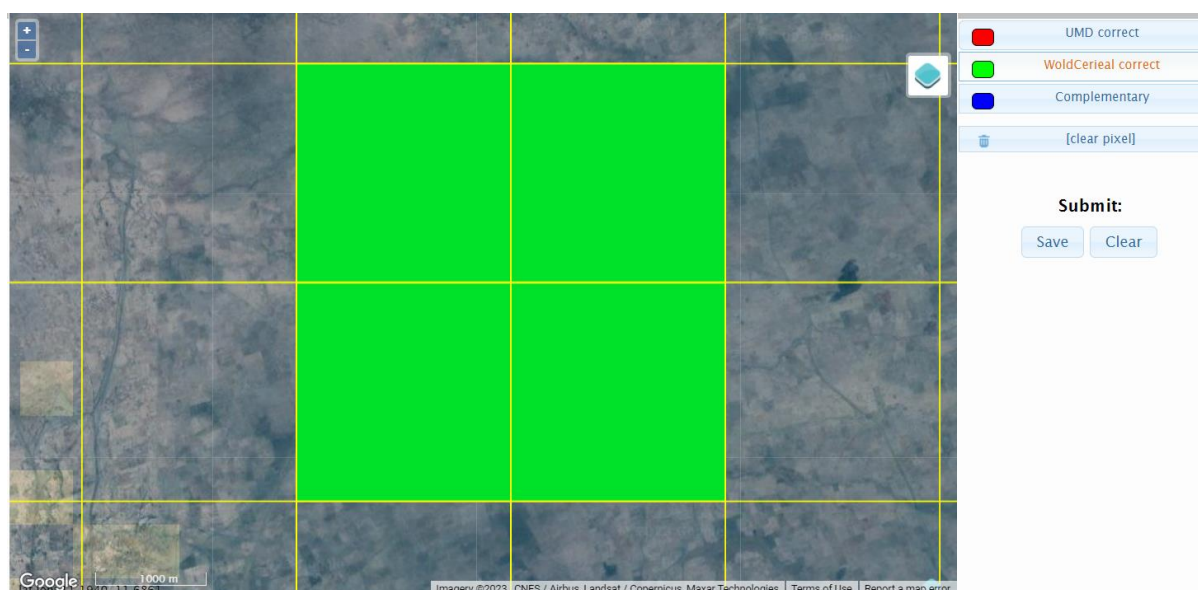 +
-
UMD correct
WoldCerieal correct
Complementary
[clear pixel]
Submit:
Save Clear
Google
1000 m
Imagery ©2023 , CNES / Airbus, Landsat / Copernicus, Maxar Technologies
Terms of Use
Report a map error